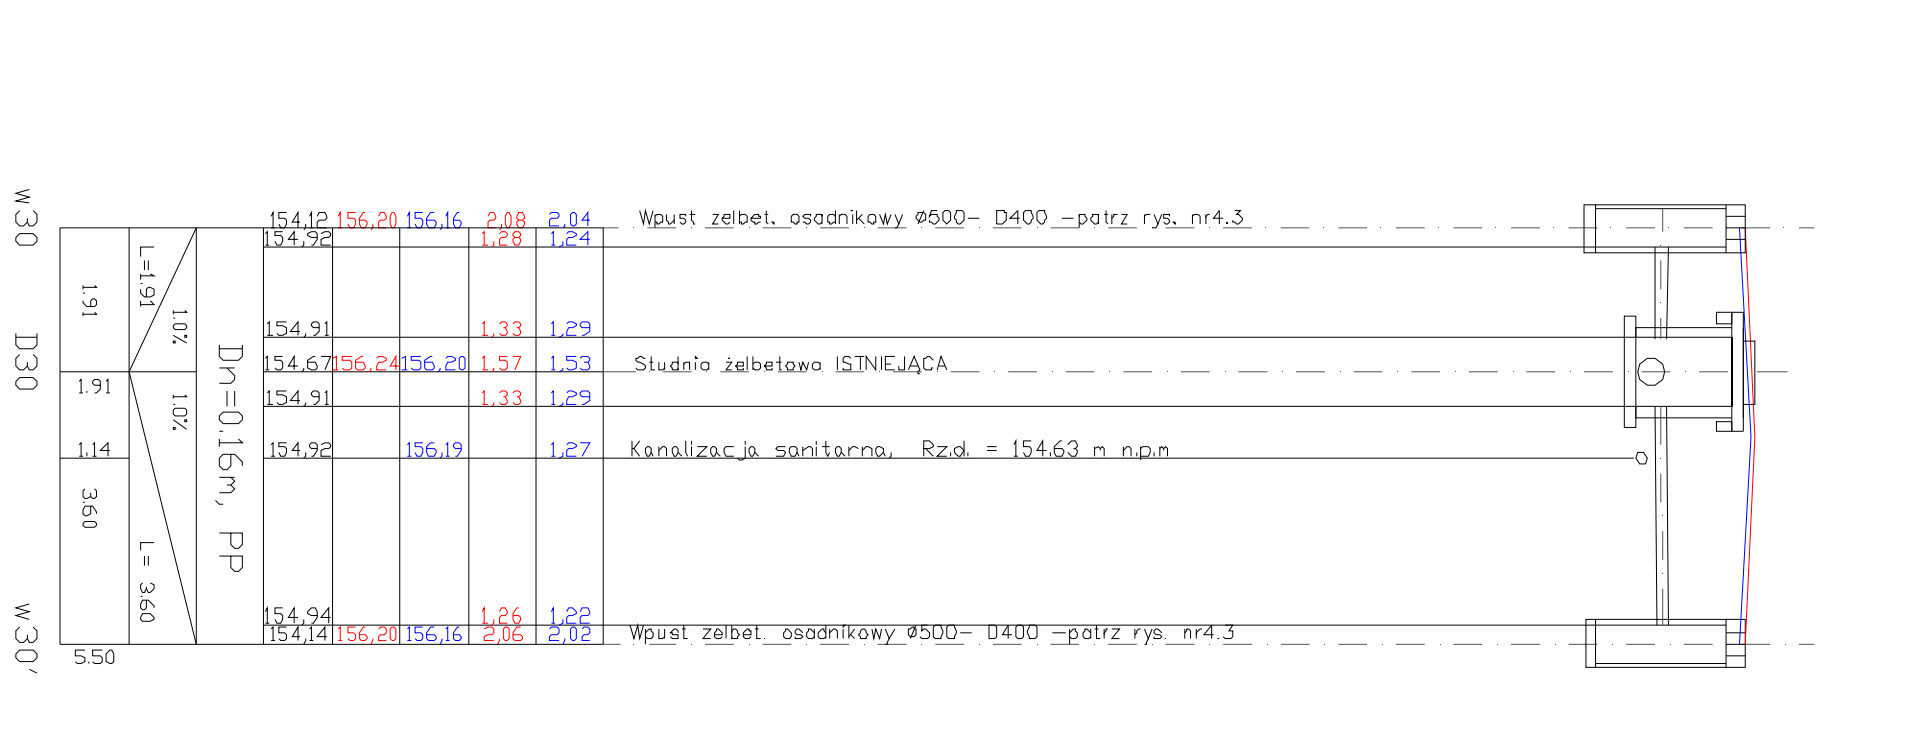 w30
D30
w30'
1.91
1.91
1.14
3.60
5.50
L=1.91
1.0%
1.0%
L= 3.60
Dn=0.16m, PP
154,12 156,20 156,16 2,08 2,04 Wpust zelbet. osadnikowy Ø500- D400 -patrz rys. nr4.3
154,92 1,28 1,24
154,91 1,33 1,29
154,67 156,24 156,20 1,57 1,53 Studnia żelbetowa ISTNIEJĄCA
154,91 1,33 1,29
154,92 156,19 1,27 Kanalizacja sanitarna, Rz.d. = 154.63 m n.p.m
154,94 1,26 1,22
154,14 156,20 156,16 2,06 2,02 Wpust zelbet. osadnikowy Ø500- D400 -patrz rys. nr4.3